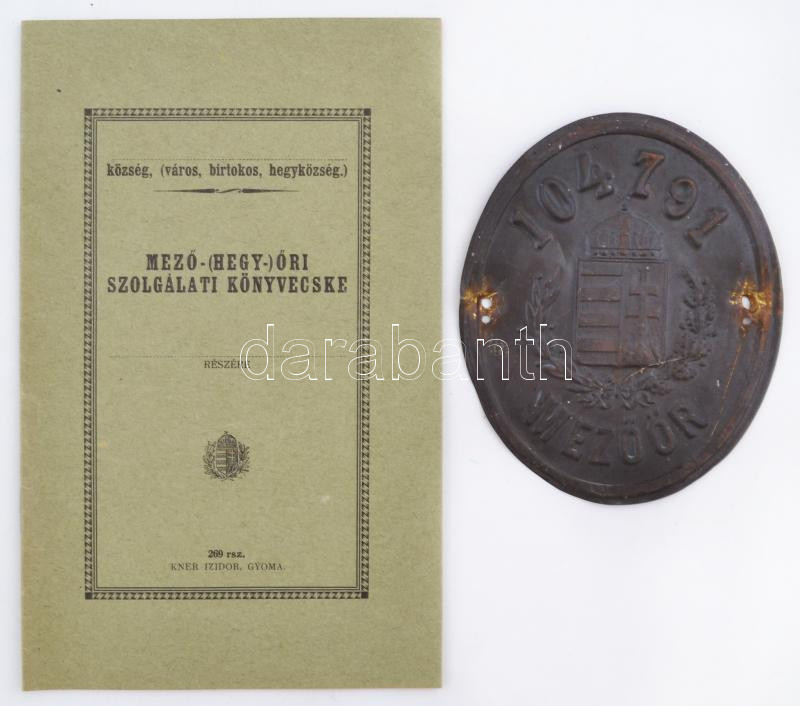 község, (város, birtokos, hegyközség.)
MEZŐ-(HEGY-)ŐRI
SZOLGÁLATI KÖNYVECSKE
RÉSZÉRE
269 rsz.
KNER IZIDOR, GYOMA.
104791
MEZŐŐR
darabanth